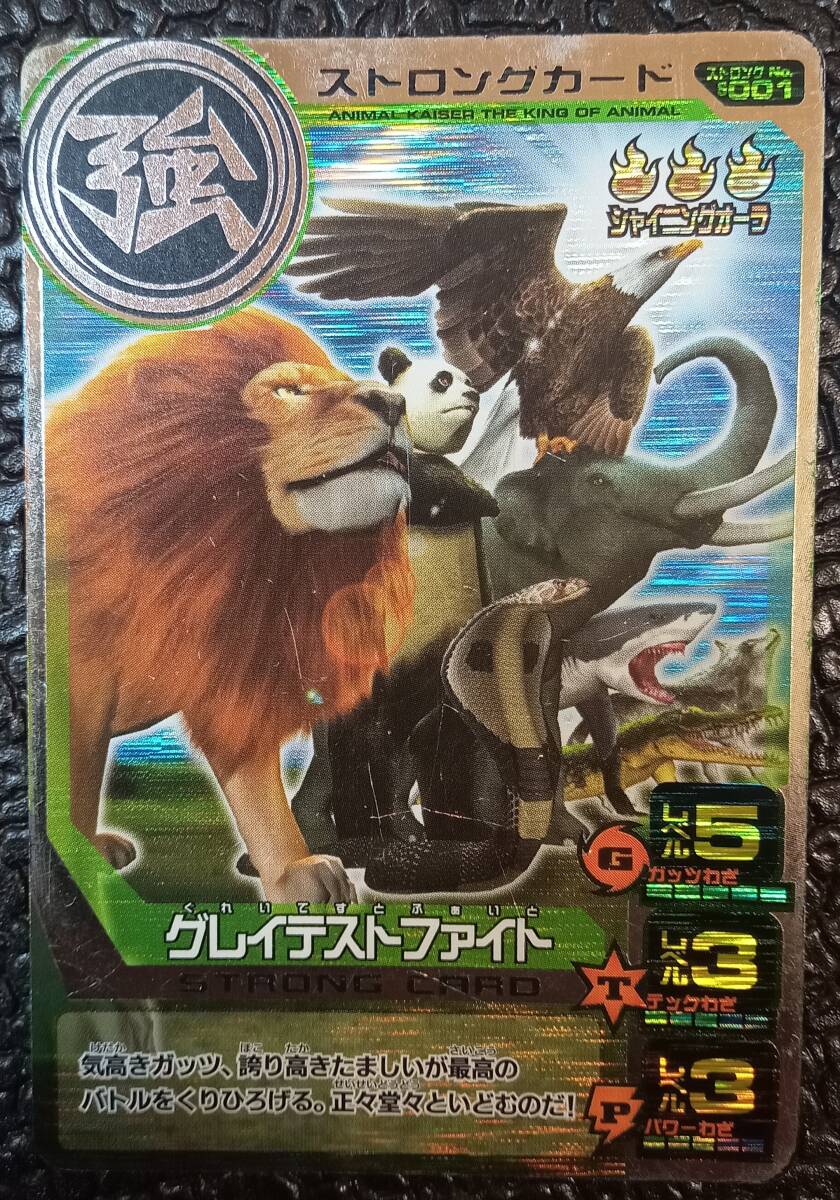 強
ストロングカード
ストロング No.
S001
ANIMAL KAISER THE KING OF ANIMAL
シャイニングオーラ
レベル5
G
ガッツわざ
レベル3
T
テックわざ
レベル3
P
パワーわざ
ぐれいてすとふぁいと
グレイテストファイト
STRONG CARD
けだか ほこ たか さいこう
気高きガッツ、誇り高きたましいが最高の
せいせいどうどう
バトルをくりひろげる。正々堂々といどむのだ!